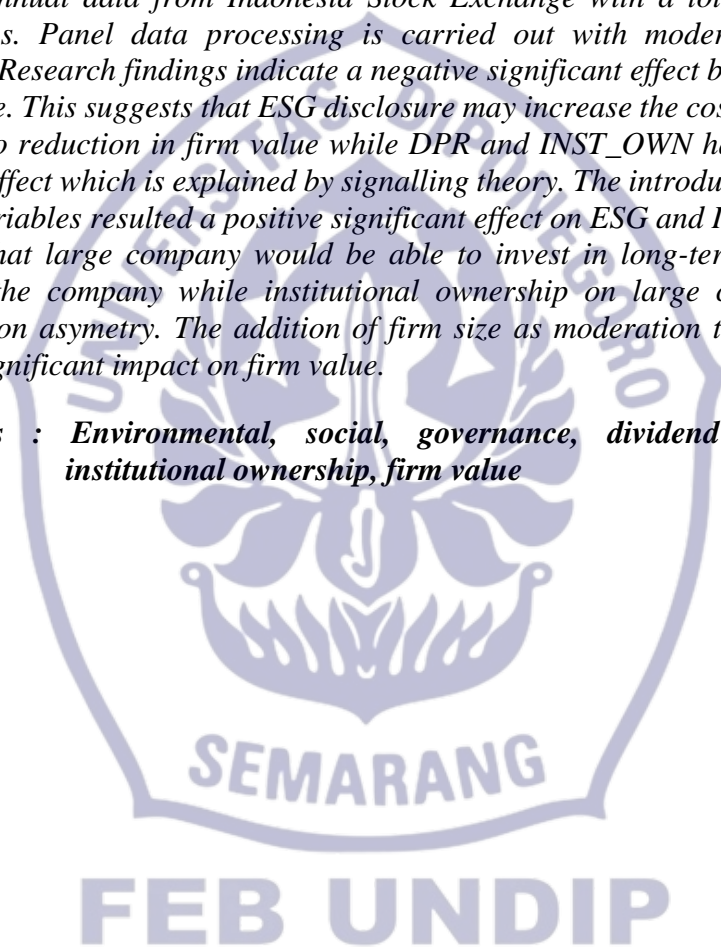 nnual data from Indonesia Stock Exchange with a tot
s. Panel data processing is carried out with moder
Research findings indicate a negative significant effect b
e. This suggests that ESG disclosure may increase the cos
o reduction in firm value while DPR and INST_OWN ha
ffect which is explained by signalling theory. The introdu
riables resulted a positive significant effect on ESG and I
hat large company would be able to invest in long-ter
the company while institutional ownership on large c
on asymetry. The addition of firm size as moderation t
gnificant impact on firm value.
s : Environmental, social, governance, dividend
institutional ownership, firm value
UNIVERSITAS DIPONEGORO
SEMARANG
FEB UNDIP